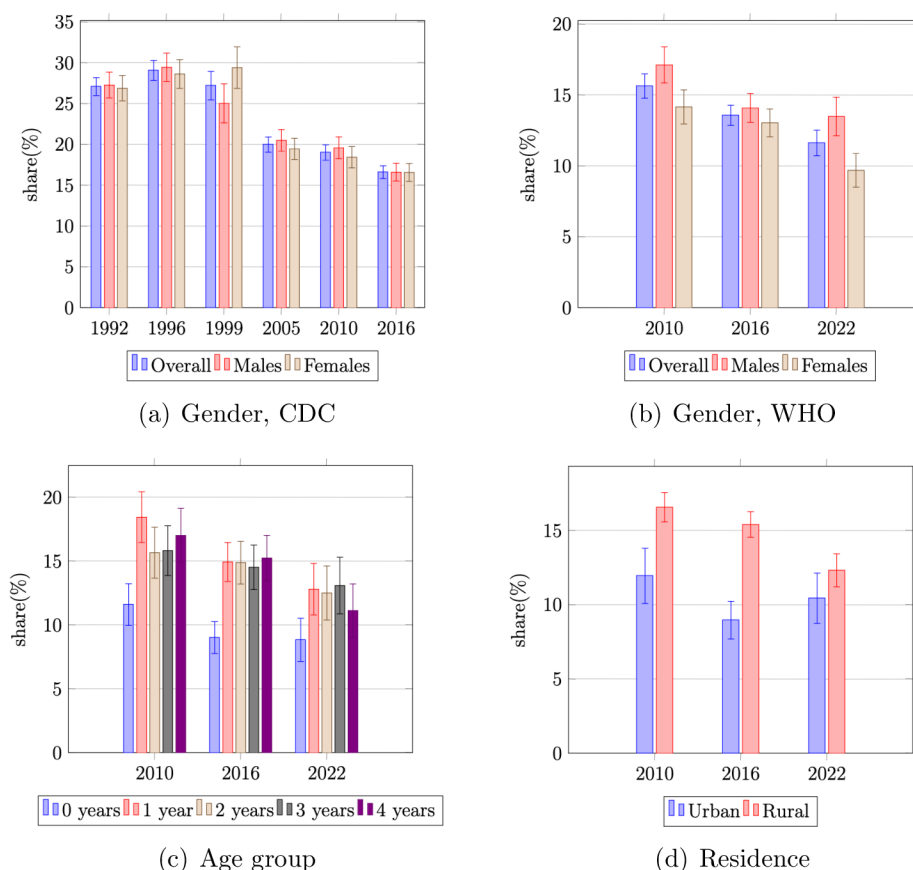 35
30
25
20
15
10
5
0
share(%)
1992 1996 1999 2005 2010 2016
Overall Males Females
(a) Gender, CDC
20
15
10
5
0
share(%)
2010 2016 2022
Overall Males Females
(b) Gender, WHO
20
15
10
5
0
share(%)
2010 2016 2022
0 years 1 year 2 years 3 years 4 years
(c) Age group
15
10
5
0
share(%)
2010 2016 2022
Urban Rural
(d) Residence